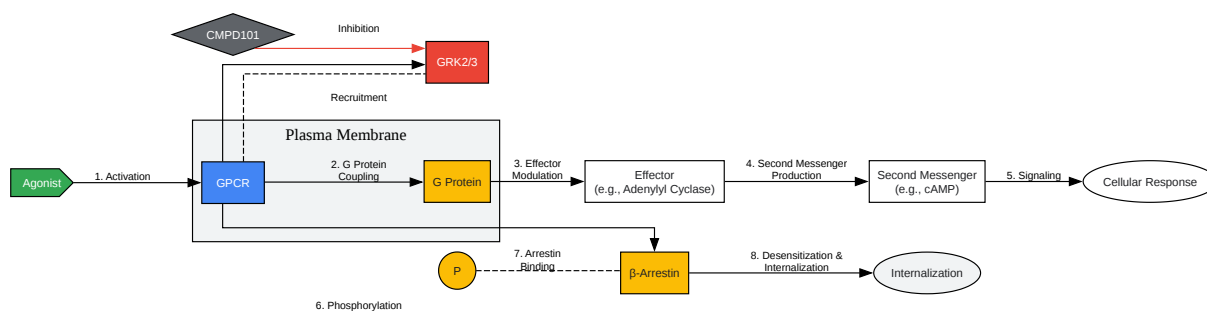 CMPD101
Inhibition
GRK2/3
Recruitment
Plasma Membrane
Agonist
1. Activation
GPCR
2. G Protein
Coupling
G Protein
3. Effector
Modulation
Effector
(e.g., Adenylyl Cyclase)
4. Second Messenger
Production
Second Messenger
(e.g., cAMP)
5. Signaling
Cellular Response
P
7. Arrestin
Binding
β-Arrestin
8. Desensitization &
Internalization
Internalization
6. Phosphorylation